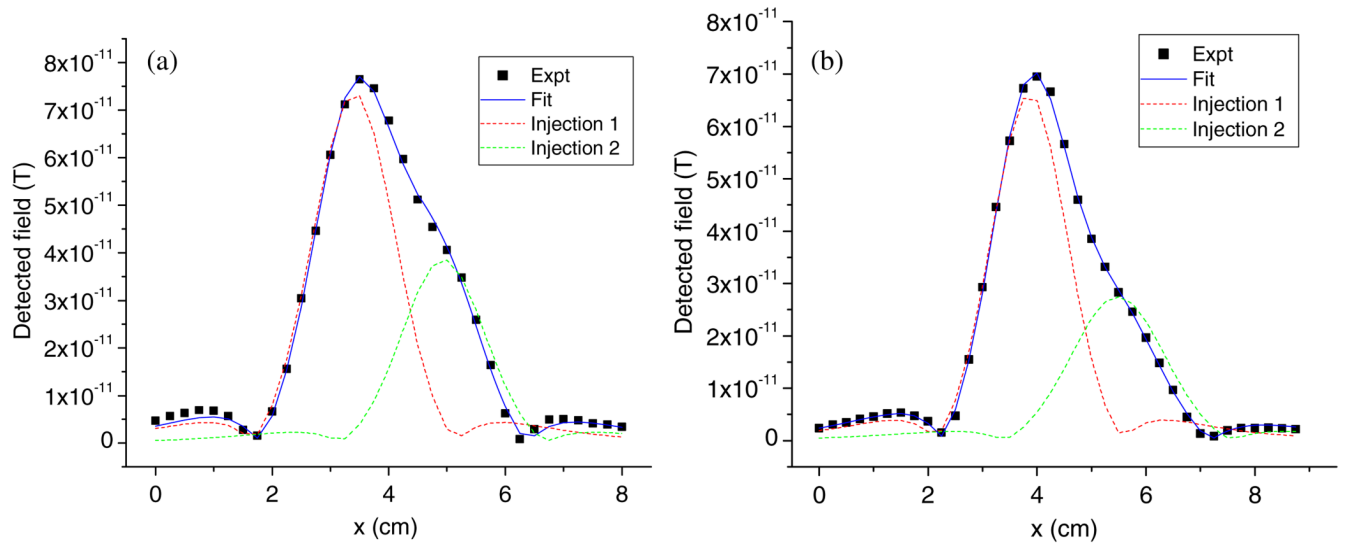 (a)
Expt
Fit
Injection 1
Injection 2
8x10⁻¹¹
7x10⁻¹¹
6x10⁻¹¹
5x10⁻¹¹
4x10⁻¹¹
3x10⁻¹¹
2x10⁻¹¹
1x10⁻¹¹
0
Detected field (T)
0 2 4 6 8
x (cm)
(b)
Expt
Fit
Injection 1
Injection 2
8x10⁻¹¹
7x10⁻¹¹
6x10⁻¹¹
5x10⁻¹¹
4x10⁻¹¹
3x10⁻¹¹
2x10⁻¹¹
1x10⁻¹¹
0
Detected field (T)
0 2 4 6 8
x (cm)